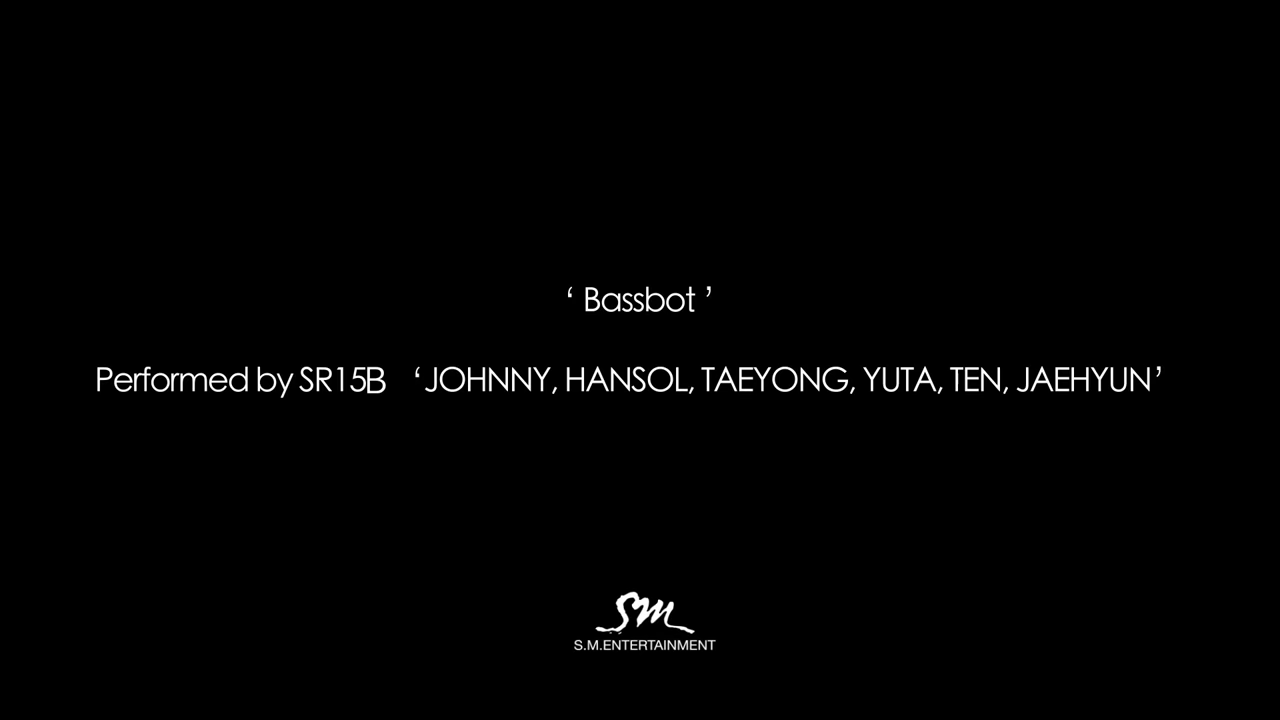 ‘ Bassbot ’
Performed by SR15B ‘JOHNNY, HANSOL, TAEYONG, YUTA, TEN, JAEHYUN’
SM
S.M.ENTERTAINMENT